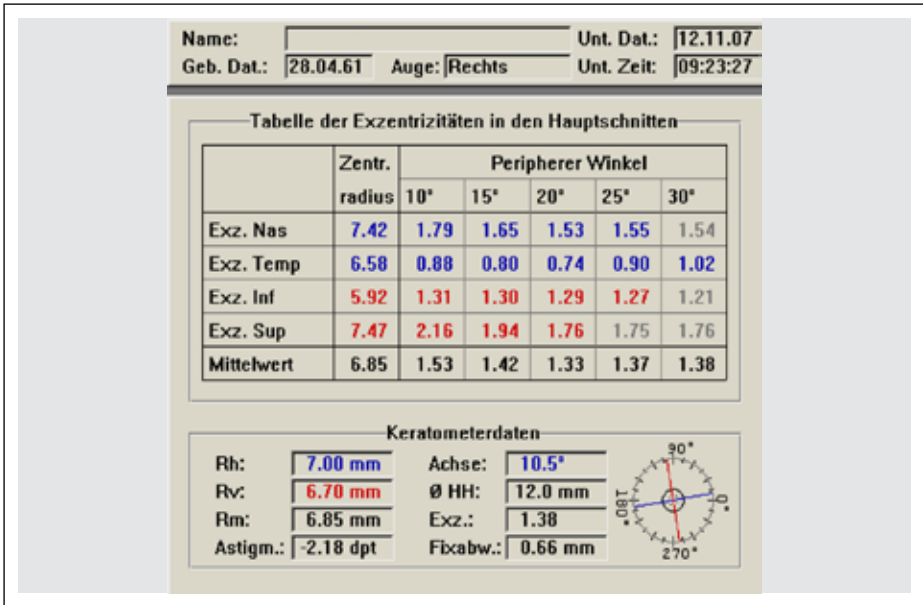 Name: Unt. Dat.: 12.11.07
Geb. Dat.: 28.04.61 Auge: Rechts Unt. Zeit: 09:23:27
Tabelle der Exzentrizitäten in den Hauptschnitten
Zentr. Peripherer Winkel
radius 10° 15° 20° 25° 30°
Exz. Nas 7.42 1.79 1.65 1.53 1.55 1.54
Exz. Temp 6.58 0.88 0.80 0.74 0.90 1.02
Exz. Inf 5.92 1.31 1.30 1.29 1.27 1.21
Exz. Sup 7.47 2.16 1.94 1.76 1.75 1.76
Mittelwert 6.85 1.53 1.42 1.33 1.37 1.38
Keratometerdaten
Rh: 7.00 mm Achse: 10.5°
Rv: 6.70 mm Ø HH: 12.0 mm
Rm: 6.85 mm Exz.: 1.38
Astigm.: -2.18 dpt Fixabw.: 0.66 mm
90°
180° 0°
270°